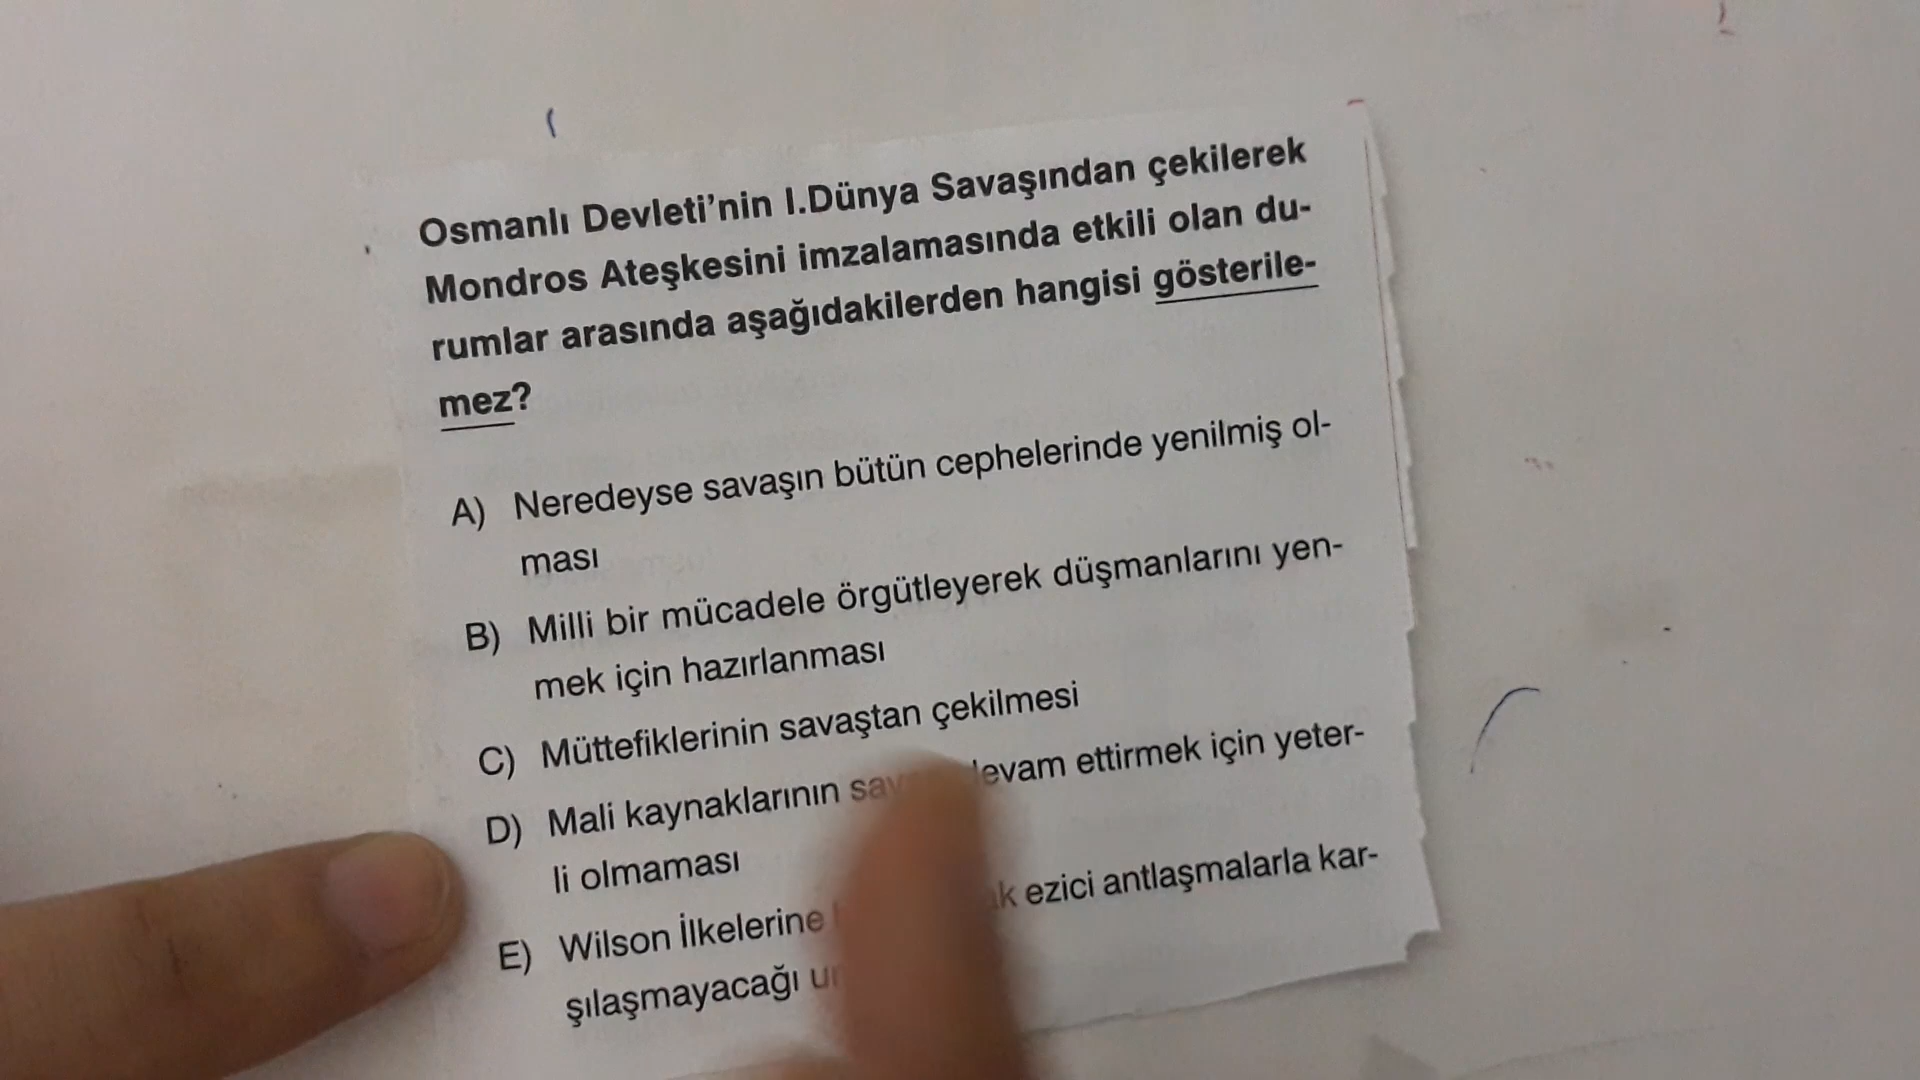 Osmanlı Devleti'nin I.Dünya Savaşından çekilerek
Mondros Ateşkesini imzalamasında etkili olan du-
rumlar arasında aşağıdakilerden hangisi gösterile-
mez?
A) Neredeyse savaşın bütün cephelerinde yenilmiş ol-
ması
B) Milli bir mücadele örgütleyerek düşmanlarını yen-
mek için hazırlanması
C) Müttefiklerinin savaştan çekilmesi
D) Mali kaynaklarının devam ettirmek için yeter-
li olmaması
E) Wilson İlkelerine ezici antlaşmalarla kar-
şılaşmayacağı